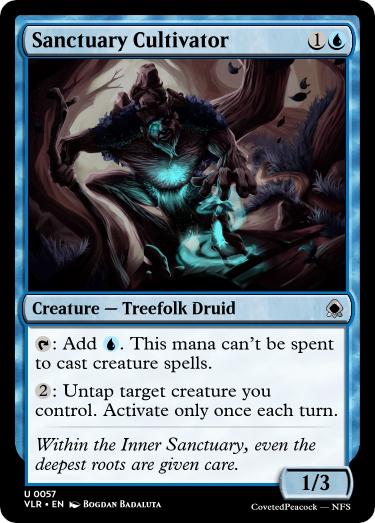 Sanctuary Cultivator 1
: Add . This mana can't be spent
to cast creature spells.
2: Untap target creature you
control. Activate only once each turn.
Within the Inner Sanctuary, even the
deepest roots are given care.
Creature — Treefolk Druid
1/3
U 0057
VLR • EN Bogdan Badaluta
CovetedPeacock — NFS